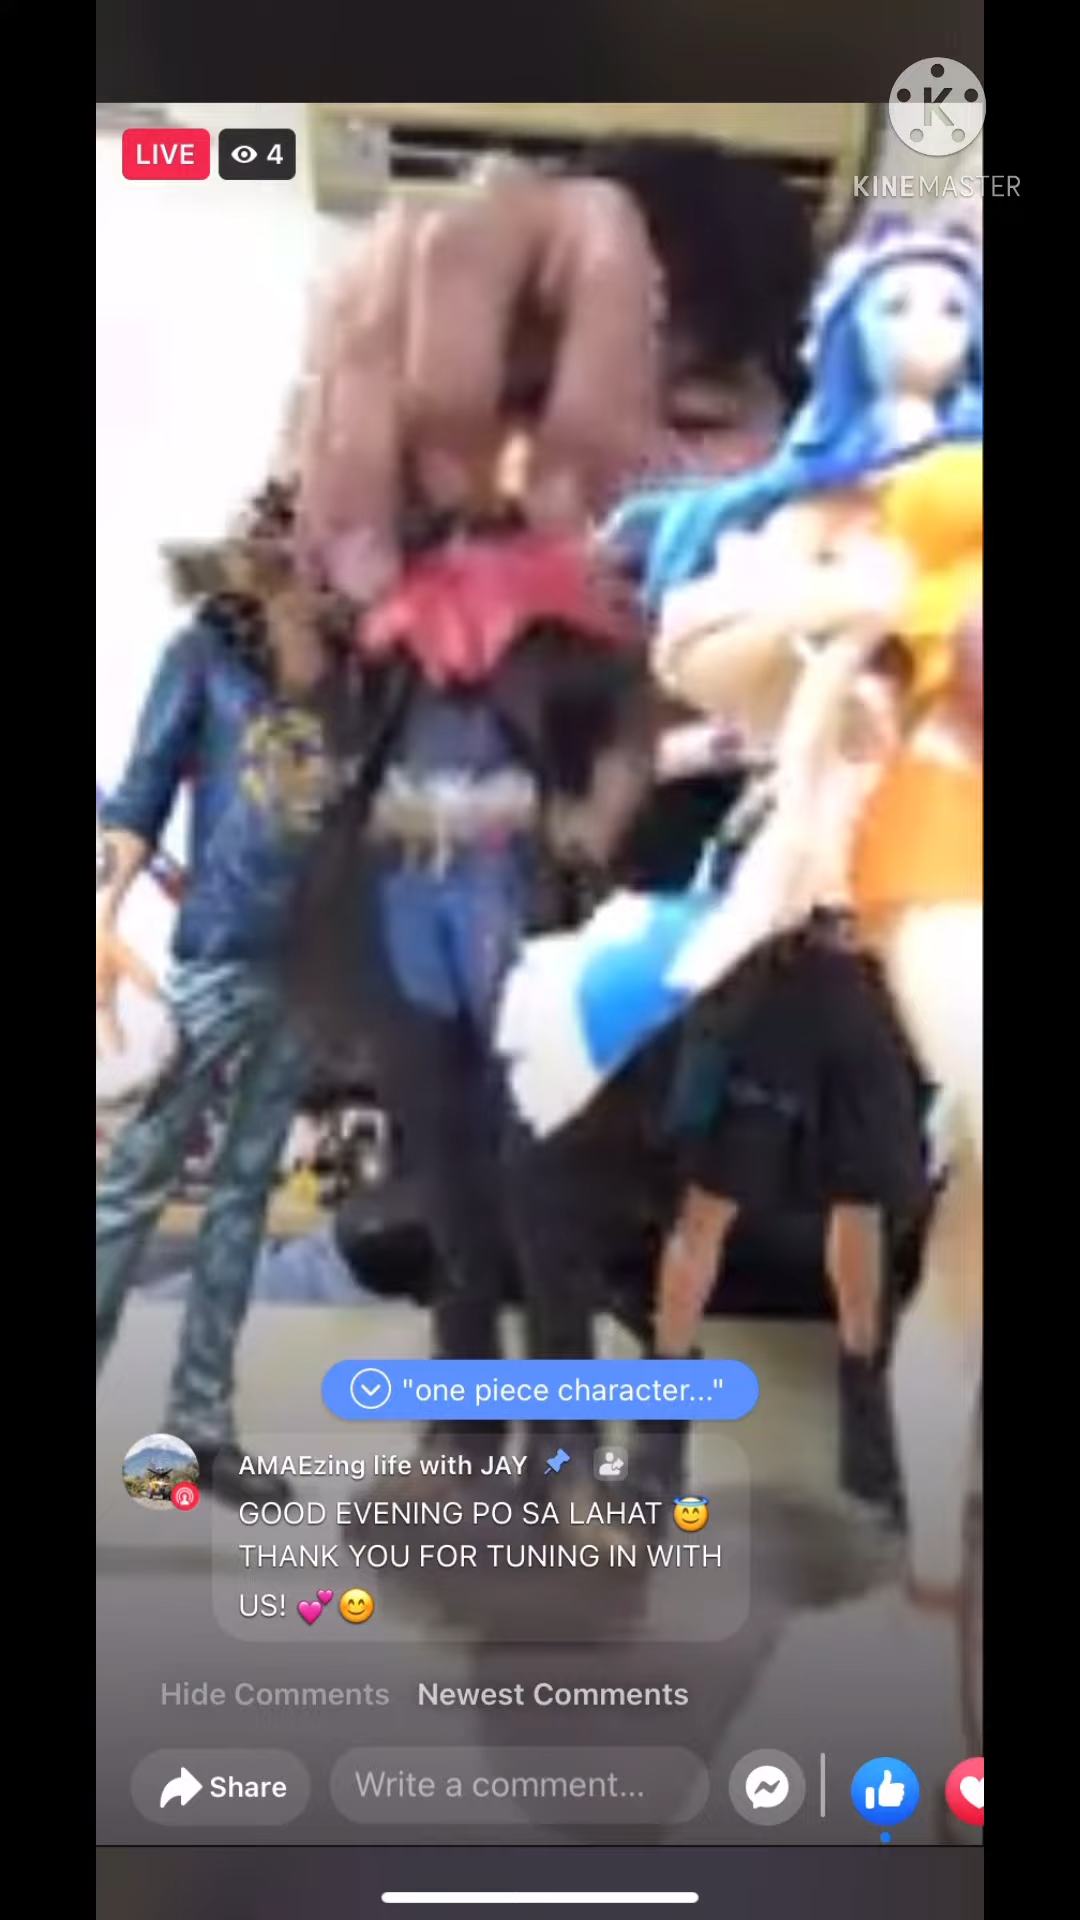 LIVE 4
KINEMASTER
"one piece character..."
AMAEzing life with JAY
GOOD EVENING PO SA LAHAT 😇
THANK YOU FOR TUNING IN WITH
US! 💕😊
Hide Comments Newest Comments
Share Write a comment...